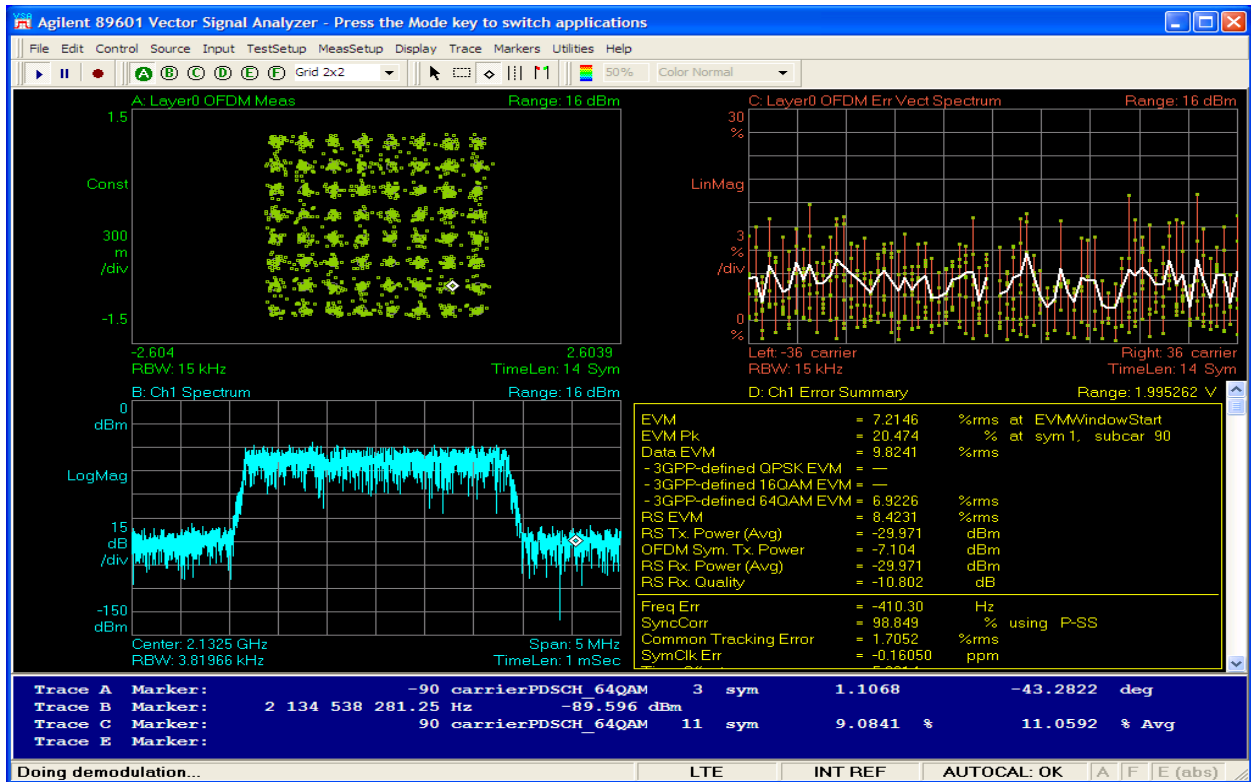 Agilent 89601 Vector Signal Analyzer - Press the Mode key to switch applications
File Edit Control Source Input TestSetup MeasSetup Display Trace Markers Utilities Help
A B C D E F Grid 2x2 50% Color Normal
A: Layer0 OFDM Meas Range: 16 dBm
1.5
Const
300
m
/div
-1.5
-2.604 2.6039
RBW: 15 kHz TimeLen: 14 Sym
C: Layer0 OFDM Err Vect Spectrum Range: 16 dBm
30
%
LinMag
3
%
/div
0
%
Left: -36 carrier Right: 36 carrier
RBW: 15 kHz TimeLen: 14 Sym
B: Ch1 Spectrum Range: 16 dBm
0
dBm
LogMag
15
dB
/div
-150
dBm
Center: 2.1325 GHz Span: 5 MHz
RBW: 3.81966 kHz TimeLen: 1 mSec
D: Ch1 Error Summary Range: 1.995262 V
EVM = 7.2146 %rms at EVMWindowStart
EVM Pk = 20.474 % at sym 1, subcar 90
Data EVM = 9.8241 %rms
- 3GPP-defined QPSK EVM = —
- 3GPP-defined 16QAM EVM = —
- 3GPP-defined 64QAM EVM = 6.9226 %rms
RS EVM = 8.4231 %rms
RS Tx. Power (Avg) = -29.971 dBm
OFDM Sym. Tx. Power = -7.104 dBm
RS Rx. Power (Avg) = -29.971 dBm
RS Rx. Quality = -10.802 dB
Freq Err = -410.30 Hz
SyncCorr = 98.849 % using P-SS
Common Tracking Error = 1.7052 %rms
SymClk Err = -0.16050 ppm
Trace A Marker: -90 carrierPDSCH_64QAM 3 sym 1.1068 -43.2822 deg
Trace B Marker: 2 134 538 281.25 Hz -89.596 dBm
Trace C Marker: 90 carrierPDSCH_64QAM 11 sym 9.0841 % 11.0592 % Avg
Trace E Marker:
Doing demodulation... LTE INT REF AUTOCAL: OK A F E (abs)